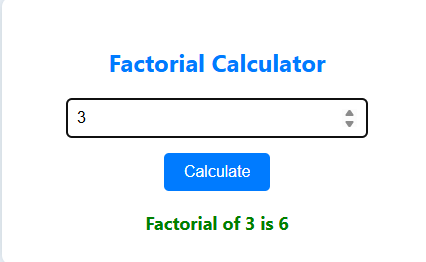 Factorial Calculator
3
Calculate
Factorial of 3 is 6